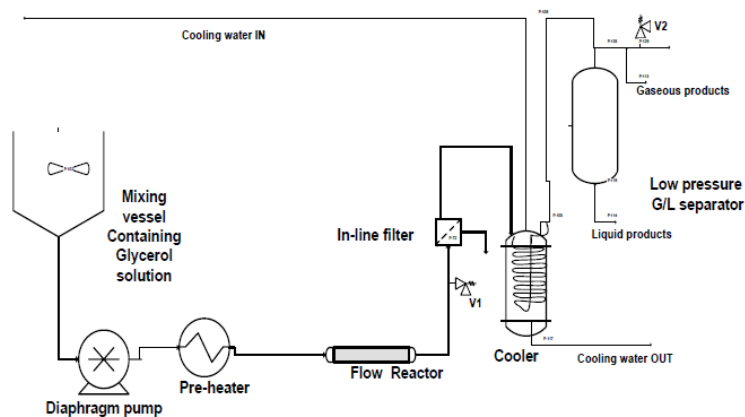 Cooling water IN
V2
Gaseous products
Low pressure
G/L separator
Liquid products
Mixing
vessel
Containing
Glycerol
solution
In-line filter
V1
Cooler
Cooling water OUT
Flow Reactor
Pre-heater
Diaphragm pump